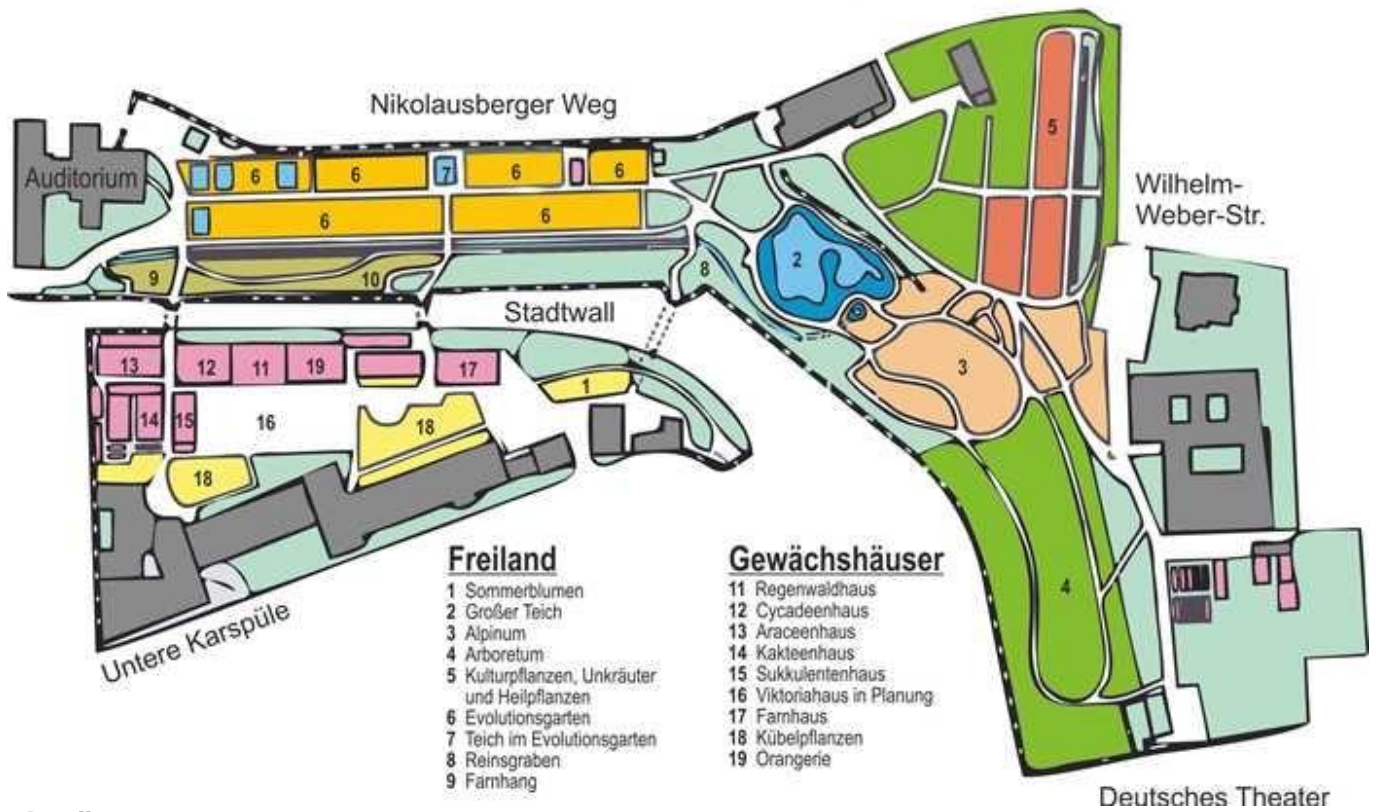 Nikolausberger Weg
Auditorium
6
6
7
6
6
5
Wilhelm-
Weber-Str.
6
6
2
8
9
10
Stadtwall
13
12
11
19
17
1
3
14
15
16
18
18
4
Untere Karspüle
Freiland
1 Sommerblumen
2 Großer Teich
3 Alpinum
4 Arboretum
5 Kulturpflanzen, Unkräuter
und Heilpflanzen
6 Evolutionsgarten
7 Teich im Evolutionsgarten
8 Reinsgraben
9 Farnhang
Gewächshäuser
11 Regenwaldhaus
12 Cycadeenhaus
13 Araceenhaus
14 Kakteenhaus
15 Sukkulentenhaus
16 Viktoriahaus in Planung
17 Farnhaus
18 Kübelpflanzen
19 Orangerie
Deutsches Theater